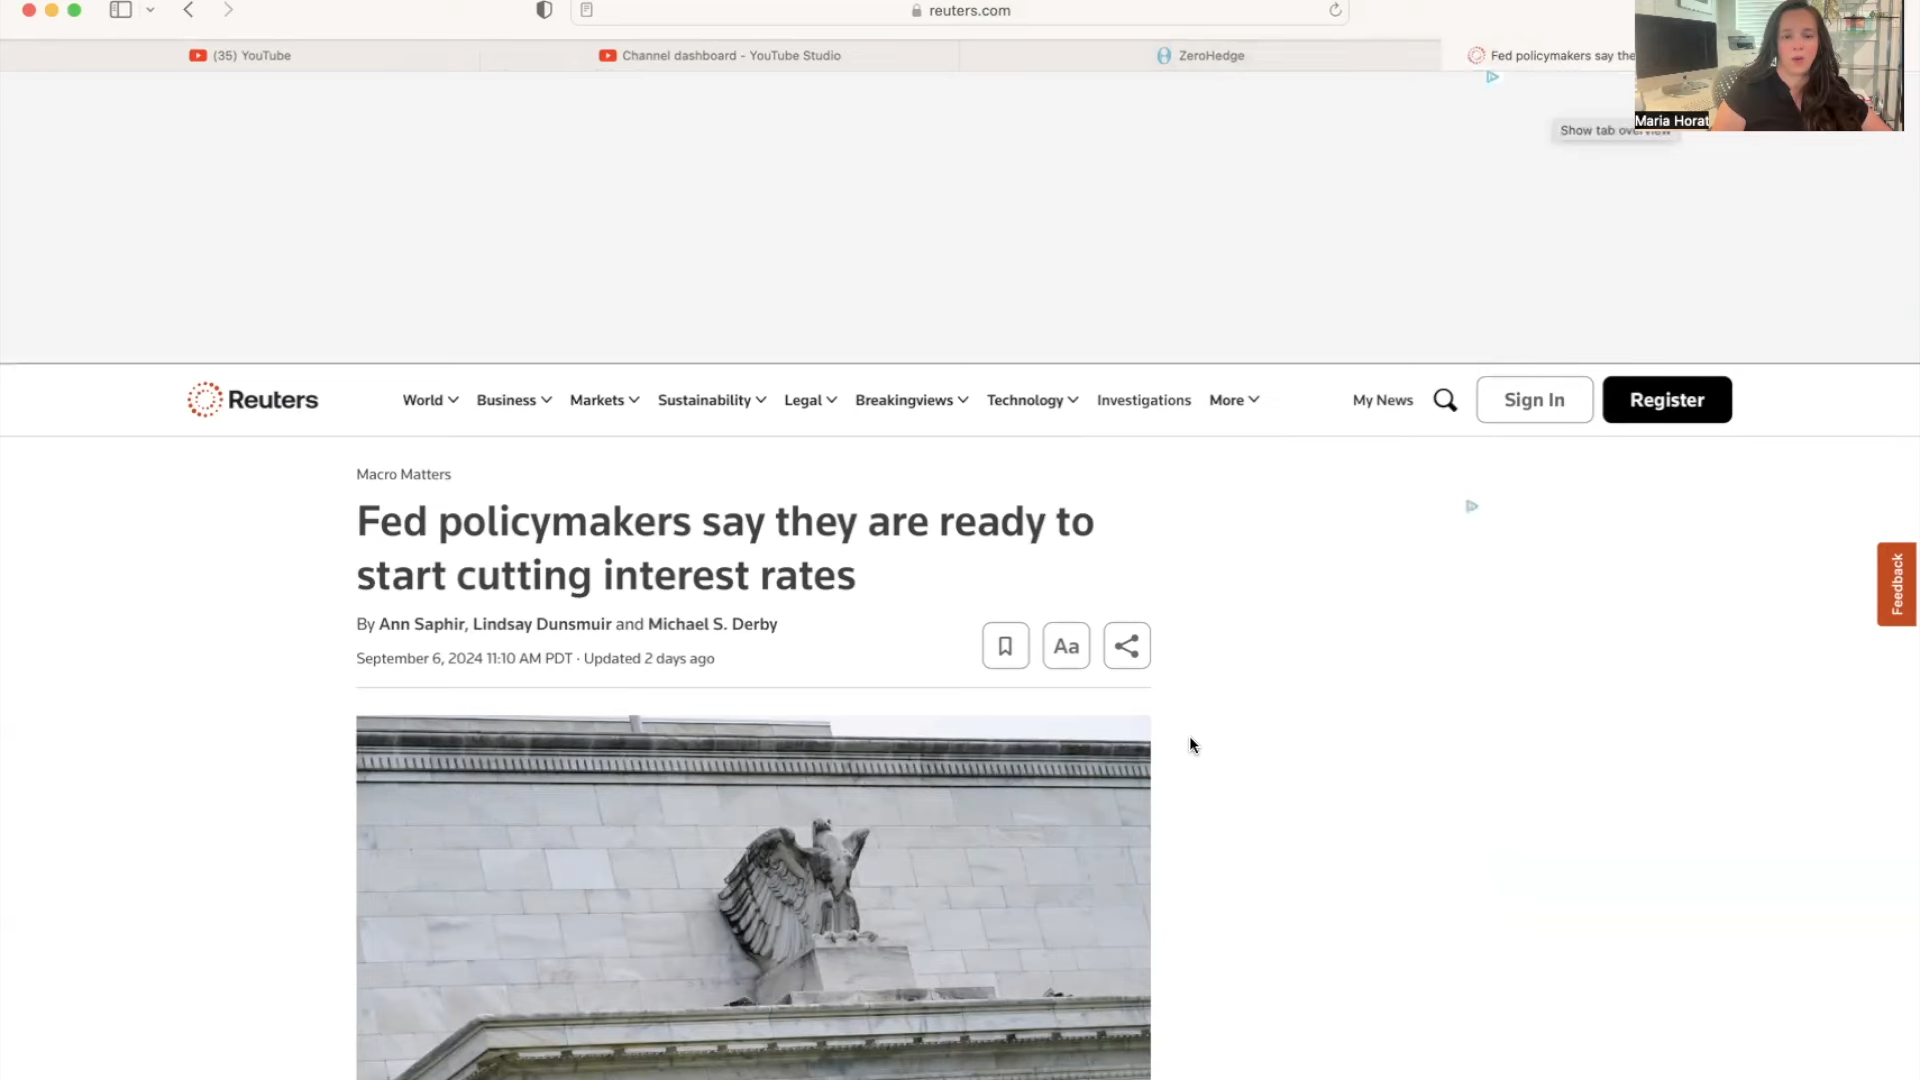 reuters.com
(35) YouTube
Channel dashboard - YouTube Studio
ZeroHedge
Fed policymakers say the
Show tab overview
Maria Horat
Reuters
World
Business
Markets
Sustainability
Legal
Breakingviews
Technology
Investigations
More
My News
Sign In
Register
Macro Matters
Fed policymakers say they are ready to
start cutting interest rates
By Ann Saphir, Lindsay Dunsmuir and Michael S. Derby
September 6, 2024 11:10 AM PDT · Updated 2 days ago
Aa
Feedback